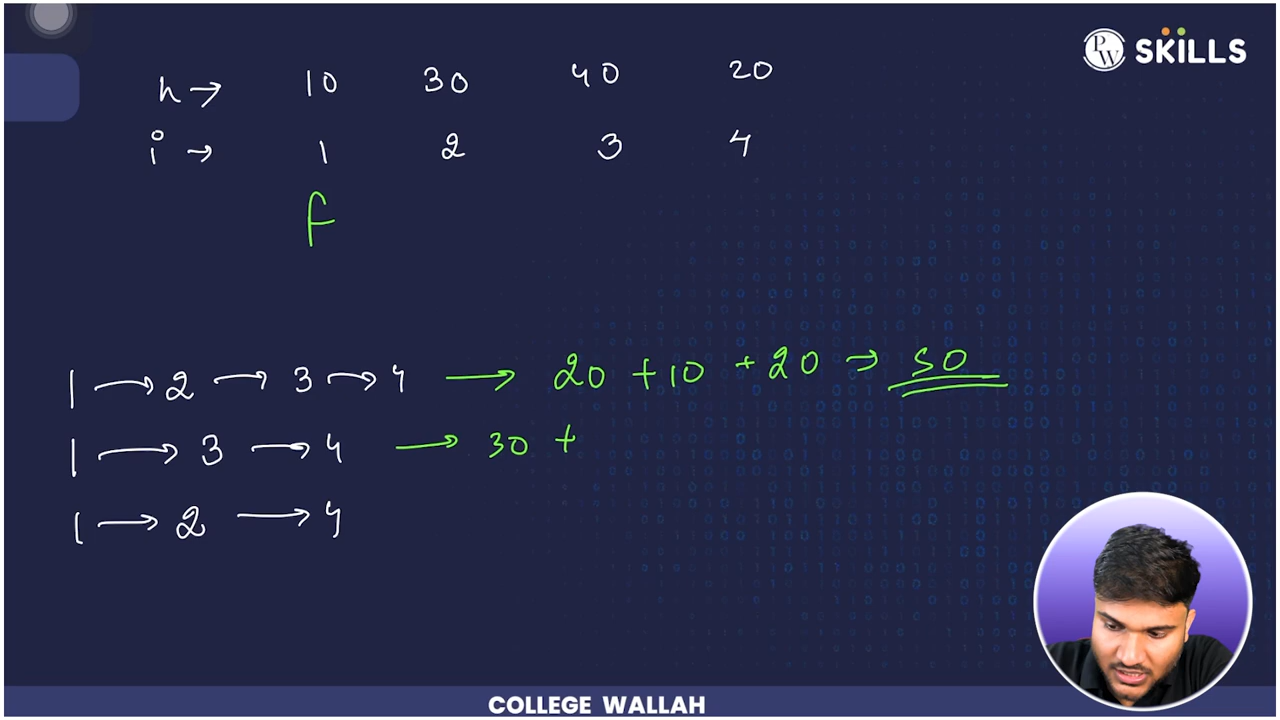 PW SKILLS
h → 10 30 40 20
i → 1 2 3 4
f
1 → 2 → 3 → 4 → 20 + 10 + 20 → 50
1 → 3 → 4 → 30 +
1 → 2 → 4
COLLEGE WALLAH